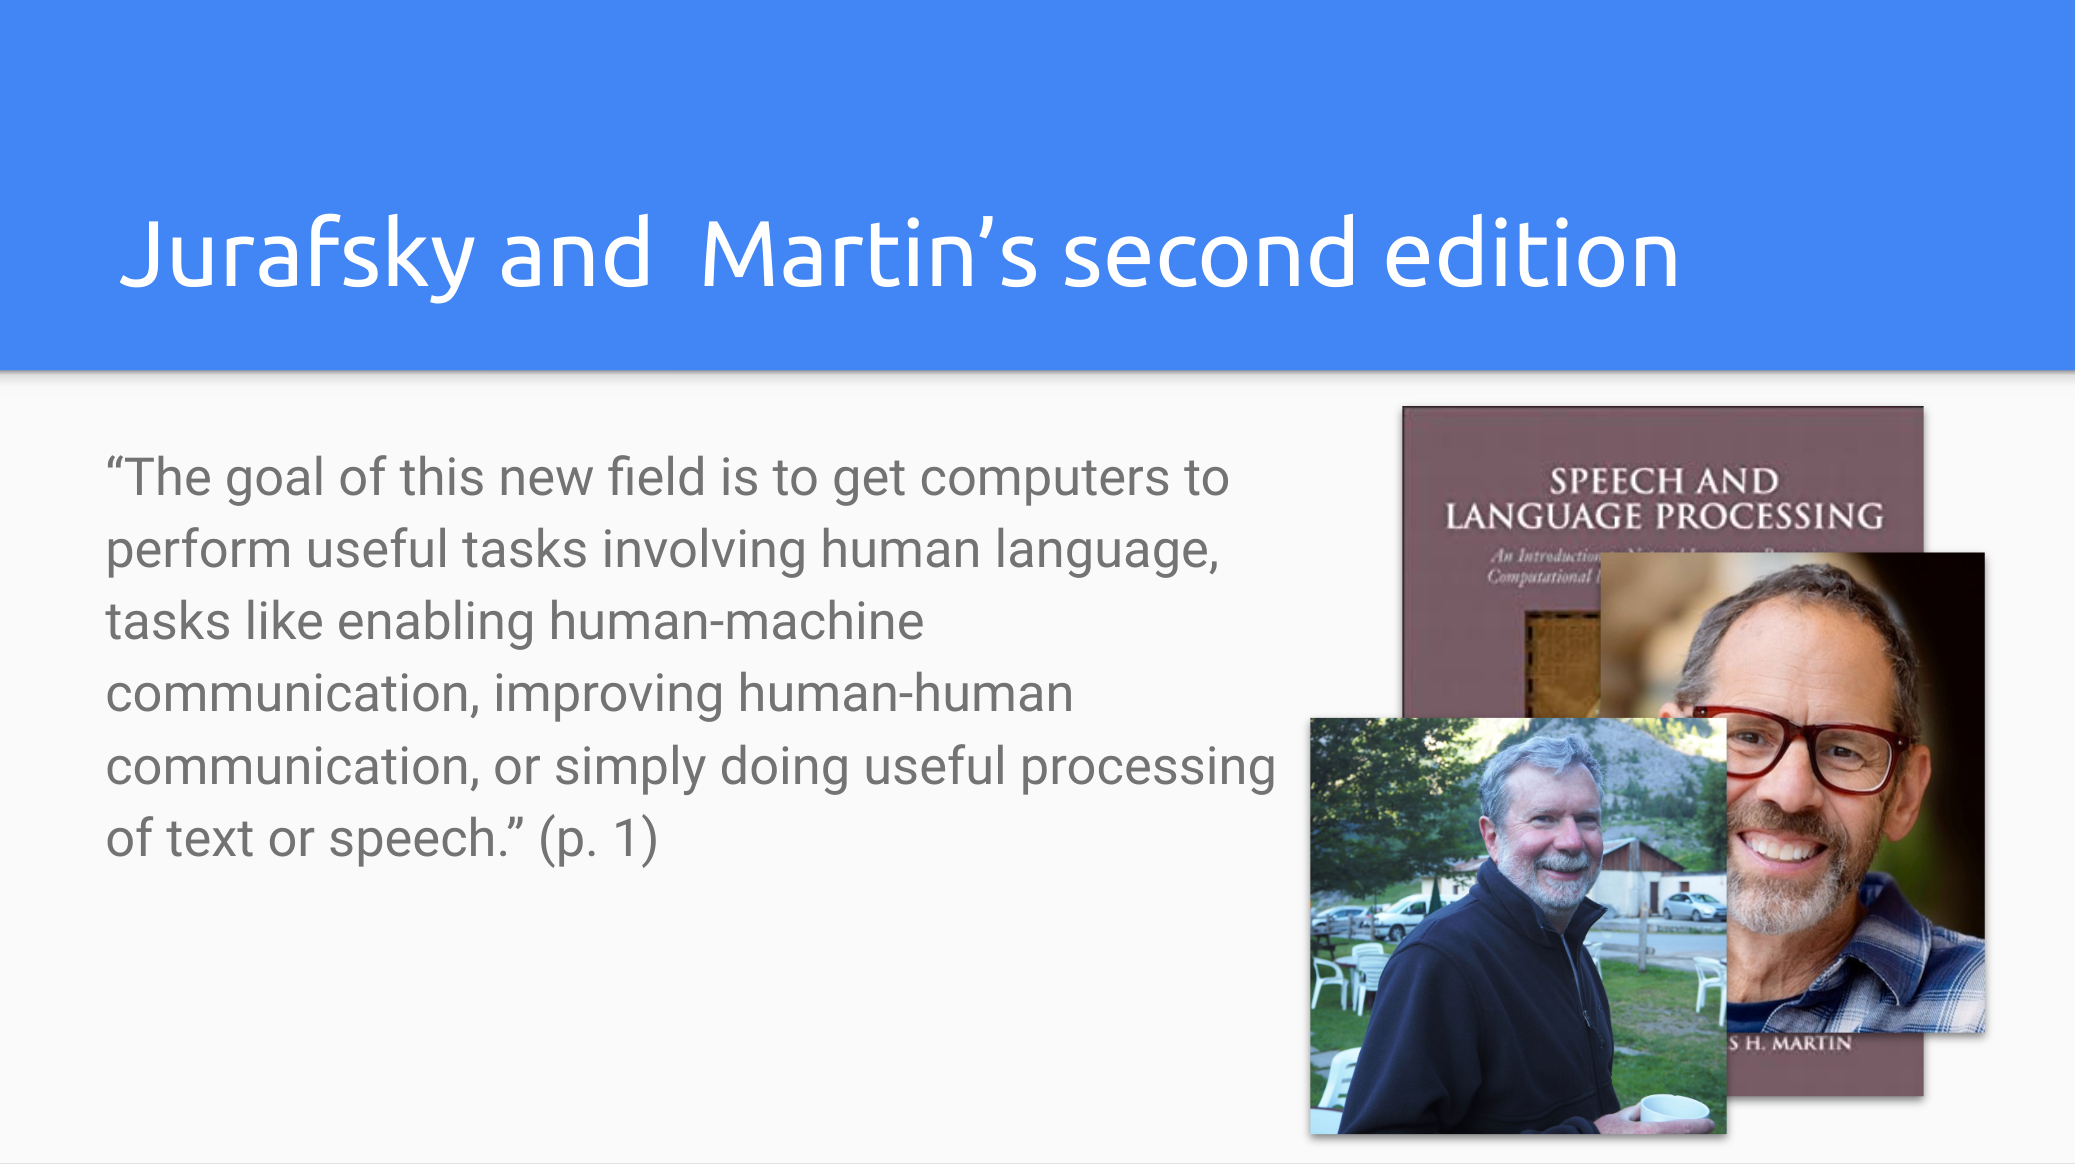 Jurafsky and  Martin’s second edition
“The goal of this new field is to get computers to
perform useful tasks involving human language,
tasks like enabling human-machine
communication, improving human-human
communication, or simply doing useful processing
of text or speech.” (p. 1)
SPEECH AND
LANGUAGE PROCESSING
An Introduction
Computational
S H. MARTIN